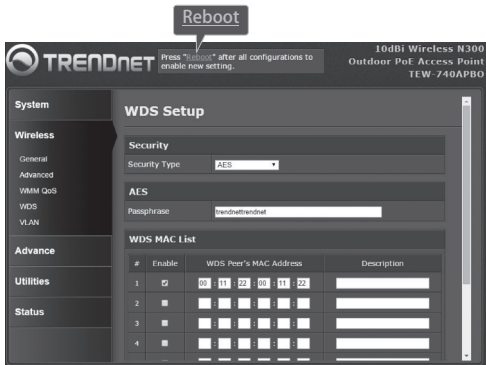 Reboot
TRENDNET
Press "Reboot" after all configurations to
enable new setting.
10dBi Wireless N300
Outdoor PoE Access Point
TEW-740APBO
System
Wireless
General
Advanced
WMM QoS
WDS
VLAN
Advance
Utilities
Status
WDS Setup
Security
Security Type AES
AES
Passphrase trendnettrendnet
WDS MAC List
# Enable WDS Peer's MAC Address Description
1 00 : 11 : 22 : 00 : 11 : 22
2 : : : : :
3 : : : : :
4 : : : : :